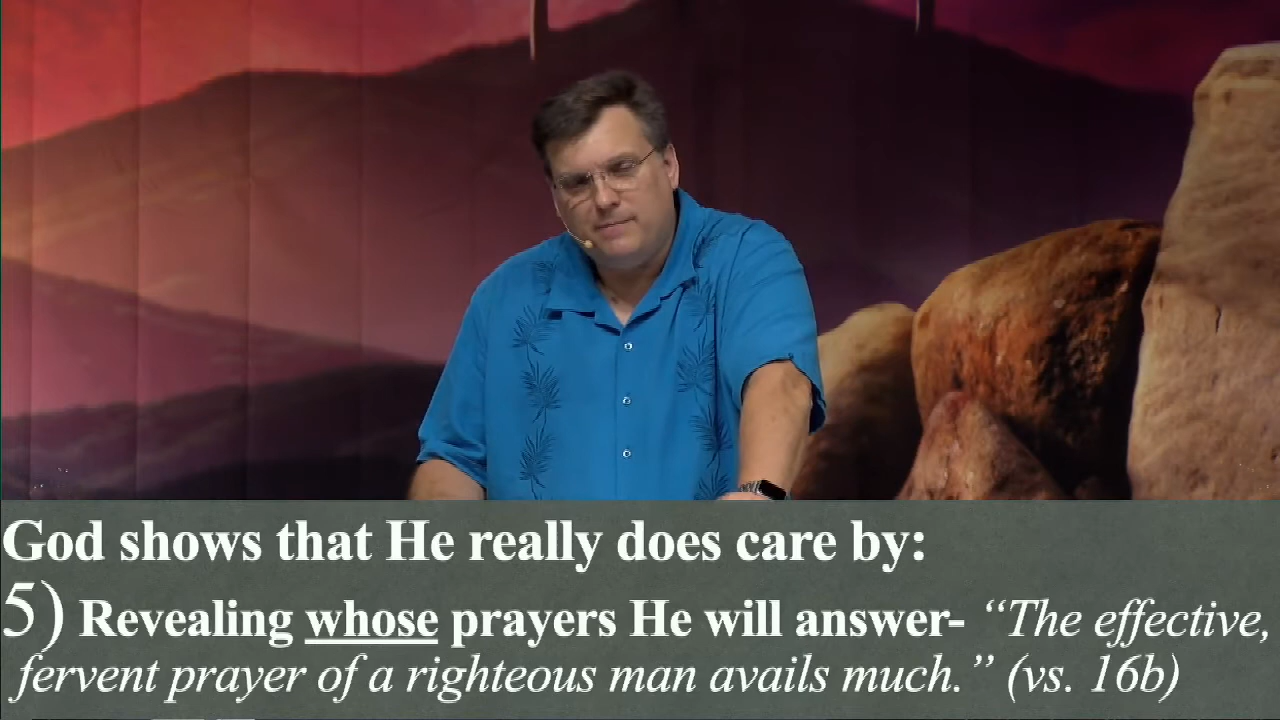 God shows that He really does care by:
5) Revealing whose prayers He will answer- “The effective,
fervent prayer of a righteous man avails much.” (vs. 16b)